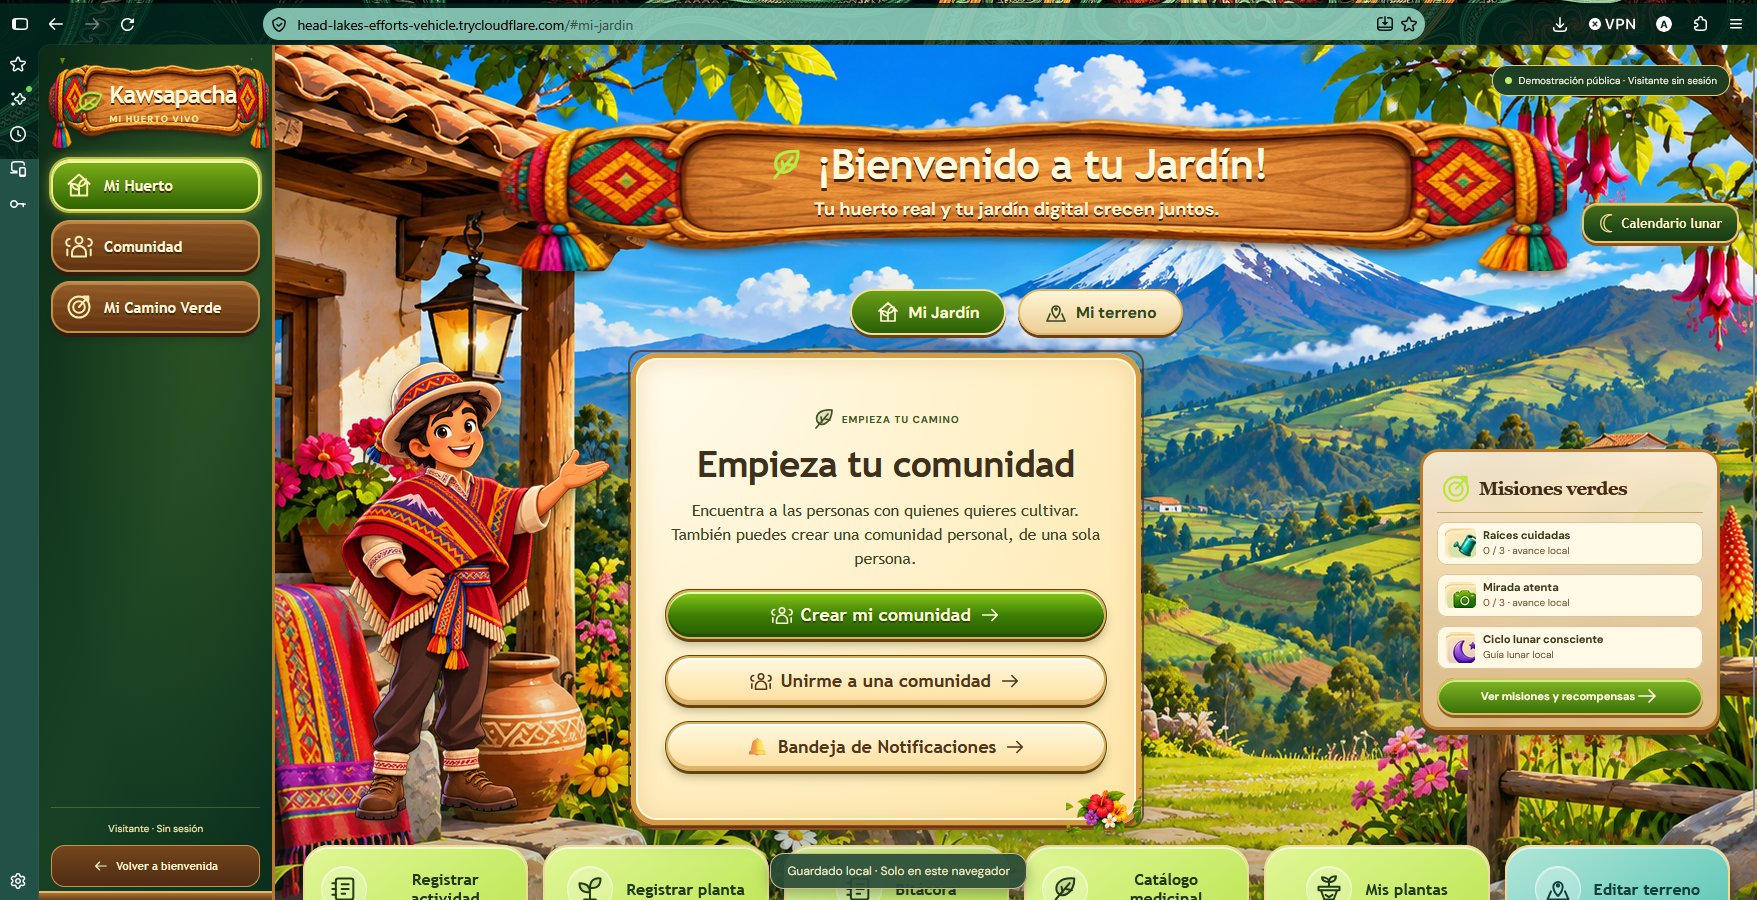 head-lakes-efforts-vehicle.trycloudflare.com/#mi-jardin
VPN
A
Kawsapacha
MI HUERTO VIVO
Mi Huerto
Comunidad
Mi Camino Verde
Visitante · Sin sesión
← Volver a bienvenida
Demostración pública · Visitante sin sesión
¡Bienvenido a tu Jardín!
Tu huerto real y tu jardín digital crecen juntos.
Calendario lunar
Mi Jardín
Mi terreno
EMPIEZA TU CAMINO
Empieza tu comunidad
Encuentra a las personas con quienes quieres cultivar.
También puedes crear una comunidad personal, de una sola
persona.
Crear mi comunidad →
Unirme a una comunidad →
Bandeja de Notificaciones →
Misiones verdes
Raíces cuidadas
0 / 3 · avance local
Mirada atenta
0 / 3 · avance local
Ciclo lunar consciente
Guía lunar local
Ver misiones y recompensas →
Registrar
actividad
Registrar planta
Guardado local · Solo en este navegador
Bitácora
Catálogo
medicinal
Mis plantas
Editar terreno